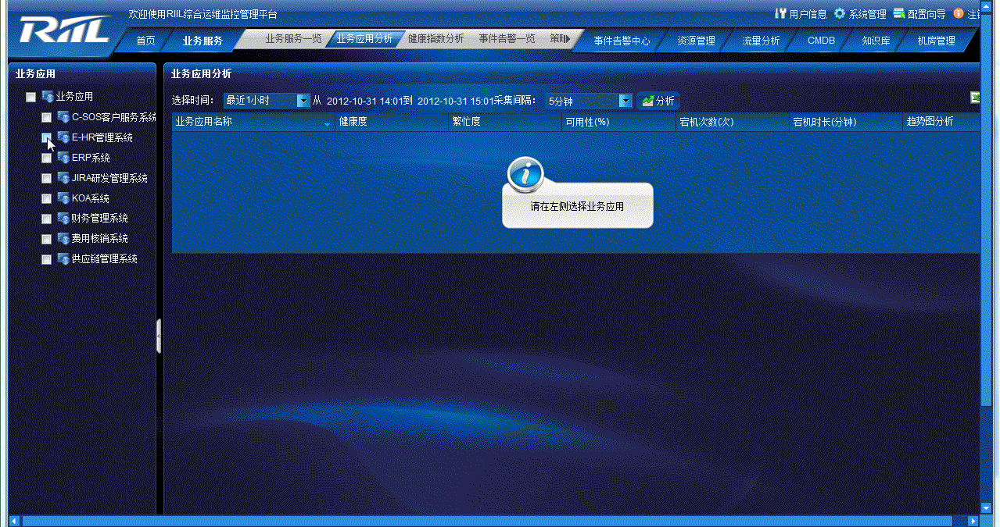 RIIL
欢迎使用RIIL综合运维监控管理平台
用户信息 系统管理 配置向导
首页 业务服务 业务服务一览 业务应用分析 健康指数分析 事件告警一览 事件告警中心 资源管理 流量分析 CMDB 知识库 机房管理
业务应用
业务应用
C-SOS客户服务系统
E-HR管理系统
ERP系统
JIRA研发管理系统
KOA系统
财务管理系统
费用核销系统
供应链管理系统
业务应用分析
选择时间： 最近1小时 从 2012-10-31 14:01到 2012-10-31 15:01采集间隔： 5分钟 分析
业务应用名称 健康度 繁忙度 可用性(%) 宕机次数(次) 宕机时长(分钟) 趋势图分析
请在左侧选择业务应用